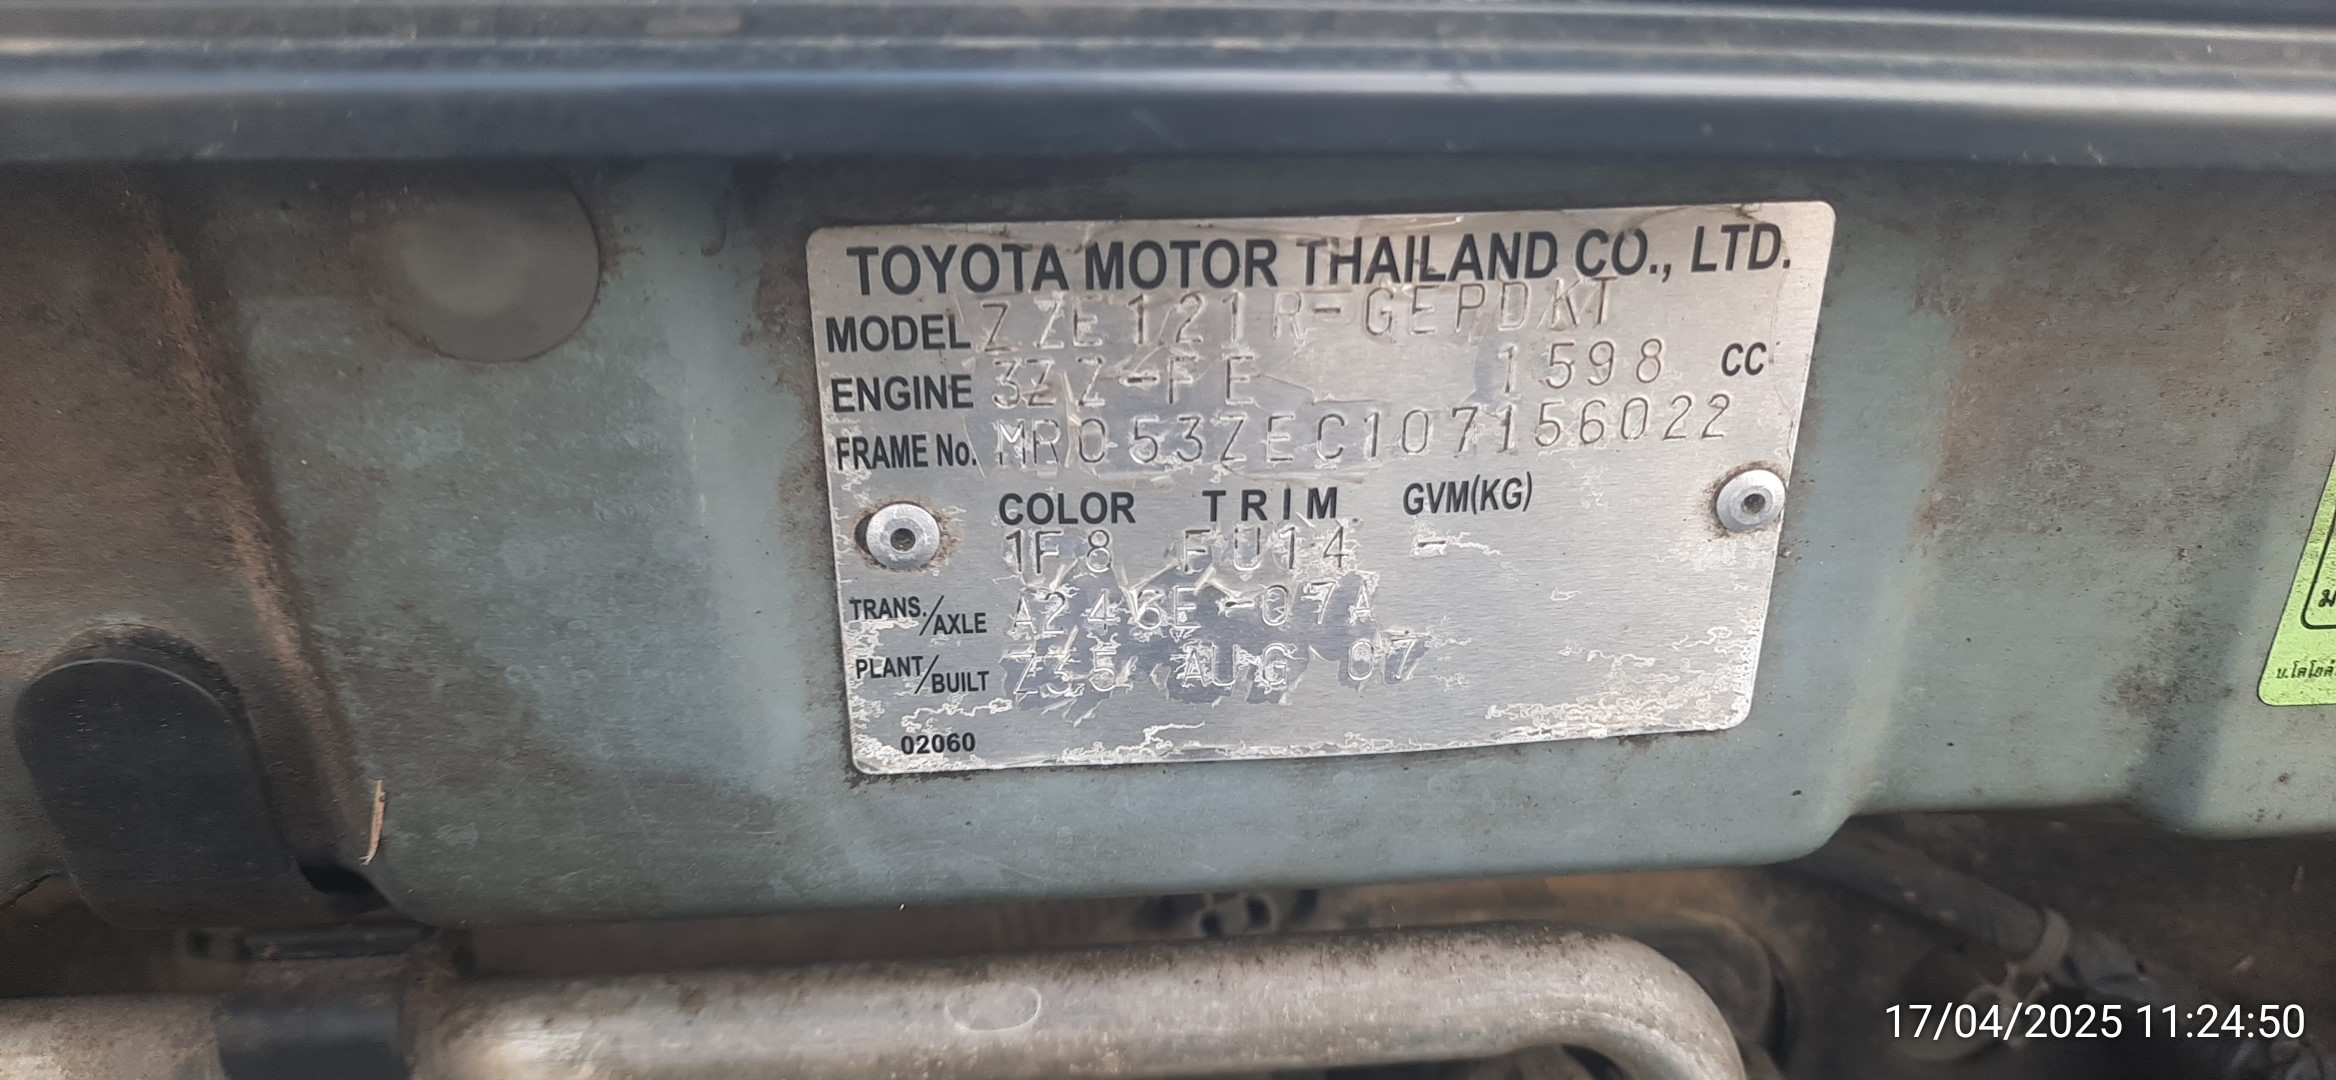 TOYOTA MOTOR THAILAND CO., LTD.
MODEL ZZE121R-GEPDKT
ENGINE 3ZZ-FE 1598 CC
FRAME No. MR053ZEC107156022
COLOR TRIM GVM(KG)
1F8 FU14 -
TRANS./AXLE A246E-07A
PLANT/BUILT Z35 AUG 07
02060
17/04/2025 11:24:50